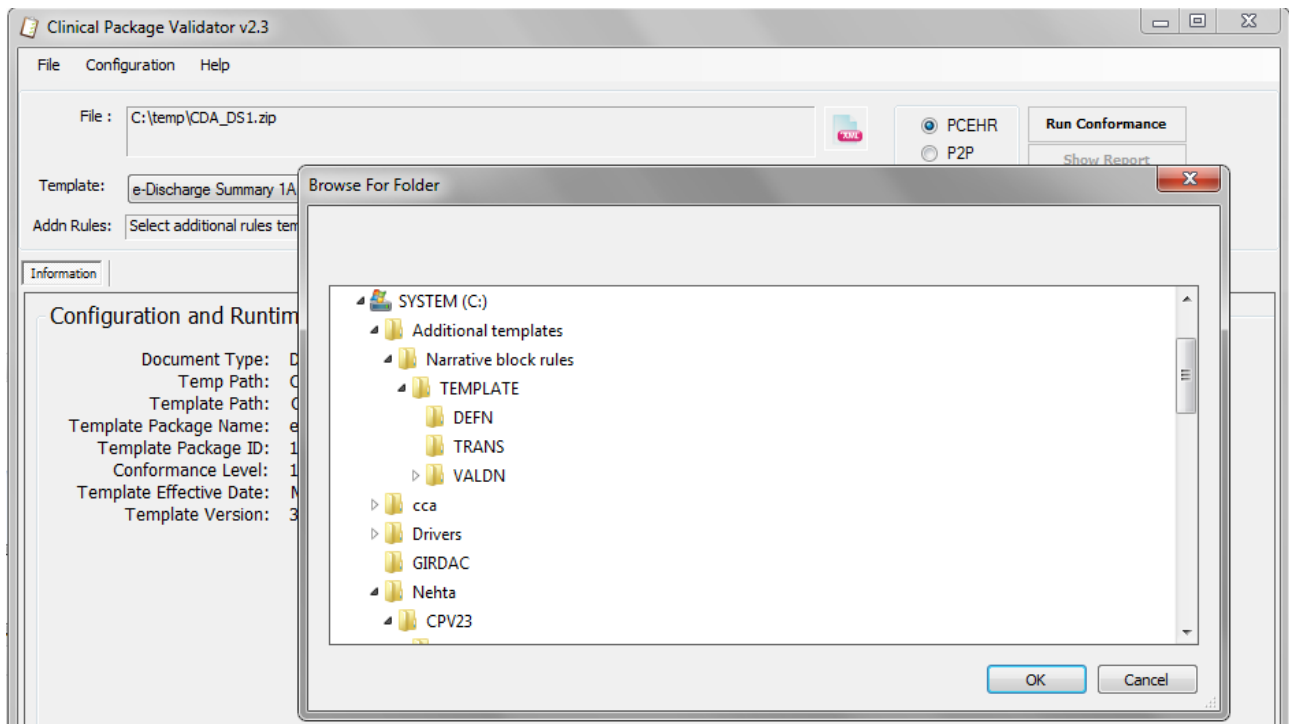 Clinical Package Validator v2.3
File Configuration Help
File : C:\temp\CDA_DS1.zip
XML
PCEHR
Run Conformance
P2P
Show Report
Template: e-Discharge Summary 1A
Browse For Folder
Addn Rules: Select additional rules
Information
Configuration and
Document Type:
Temp Path:
Template Path:
Template Package Name:
Template Package ID:
Conformance Level:
Template Effective Date:
Template Version:
SYSTEM (C:)
Additional templates
Narrative block rules
TEMPLATE
DEFN
TRANS
VALDN
cca
Drivers
GIRDAC
Nehta
CPV23
OK Cancel